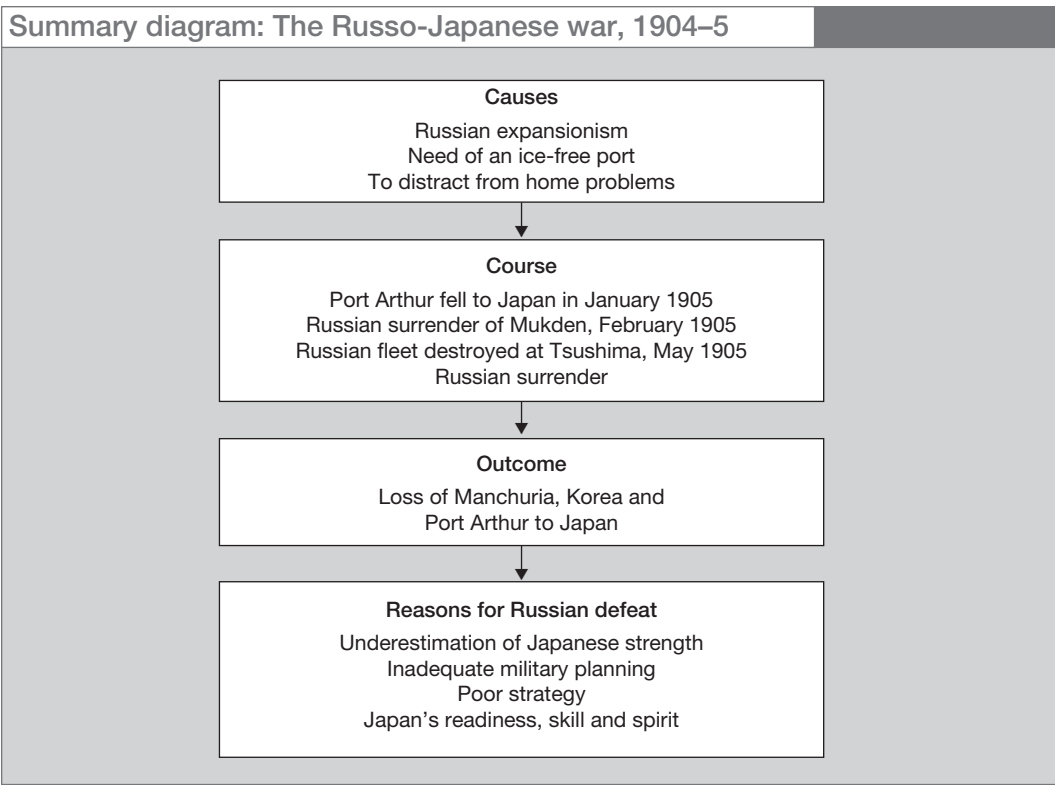 Summary diagram: The Russo-Japanese war, 1904–5
Causes
Russian expansionism
Need of an ice-free port
To distract from home problems
Course
Port Arthur fell to Japan in January 1905
Russian surrender of Mukden, February 1905
Russian fleet destroyed at Tsushima, May 1905
Russian surrender
Outcome
Loss of Manchuria, Korea and
Port Arthur to Japan
Reasons for Russian defeat
Underestimation of Japanese strength
Inadequate military planning
Poor strategy
Japan's readiness, skill and spirit